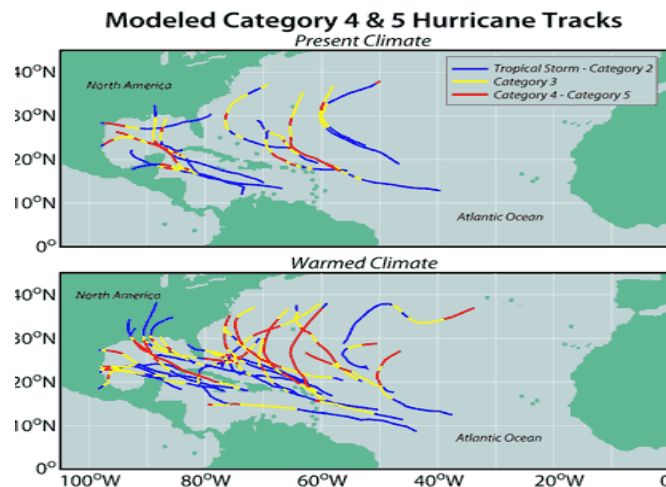 Modeled Category 4 & 5 Hurricane Tracks
Present Climate
40°N
30°N
20°N
10°N
0°
North America
Atlantic Ocean
Tropical Storm - Category 2
Category 3
Category 4 - Category 5
Warmed Climate
40°N
30°N
20°N
10°N
0°
North America
Atlantic Ocean
100°W 80°W 60°W 40°W 20°W 0